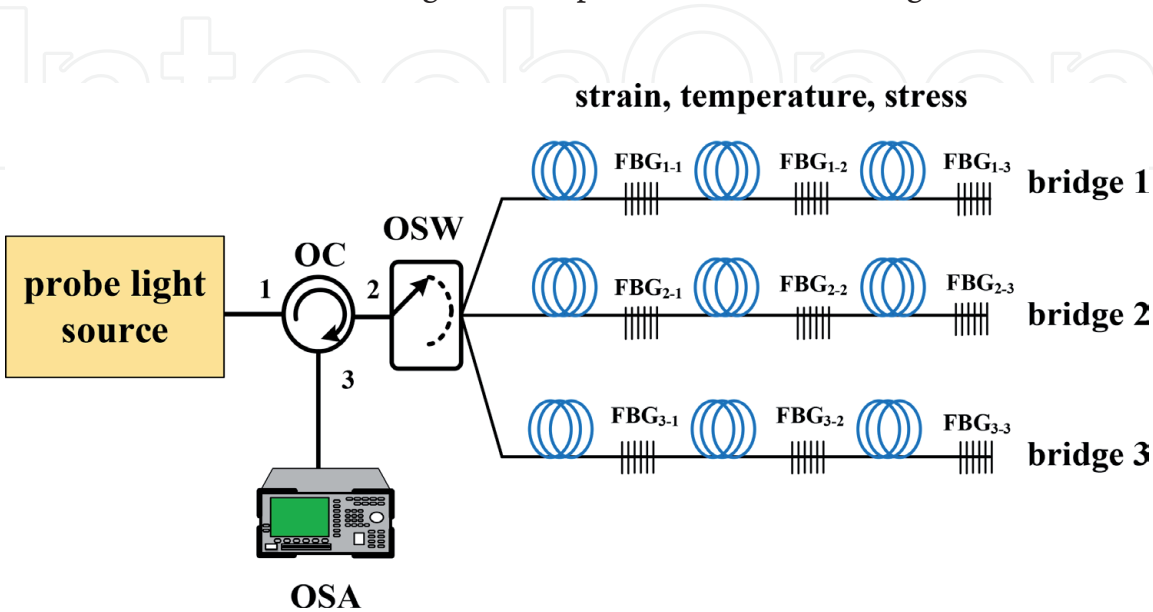 strain, temperature, stress
FBG1-1
FBG1-2
FBG1-3
bridge 1
OSW
OC
probe light
source
1
2
3
FBG2-1
FBG2-2
FBG2-3
bridge 2
FBG3-1
FBG3-2
FBG3-3
bridge 3
OSA